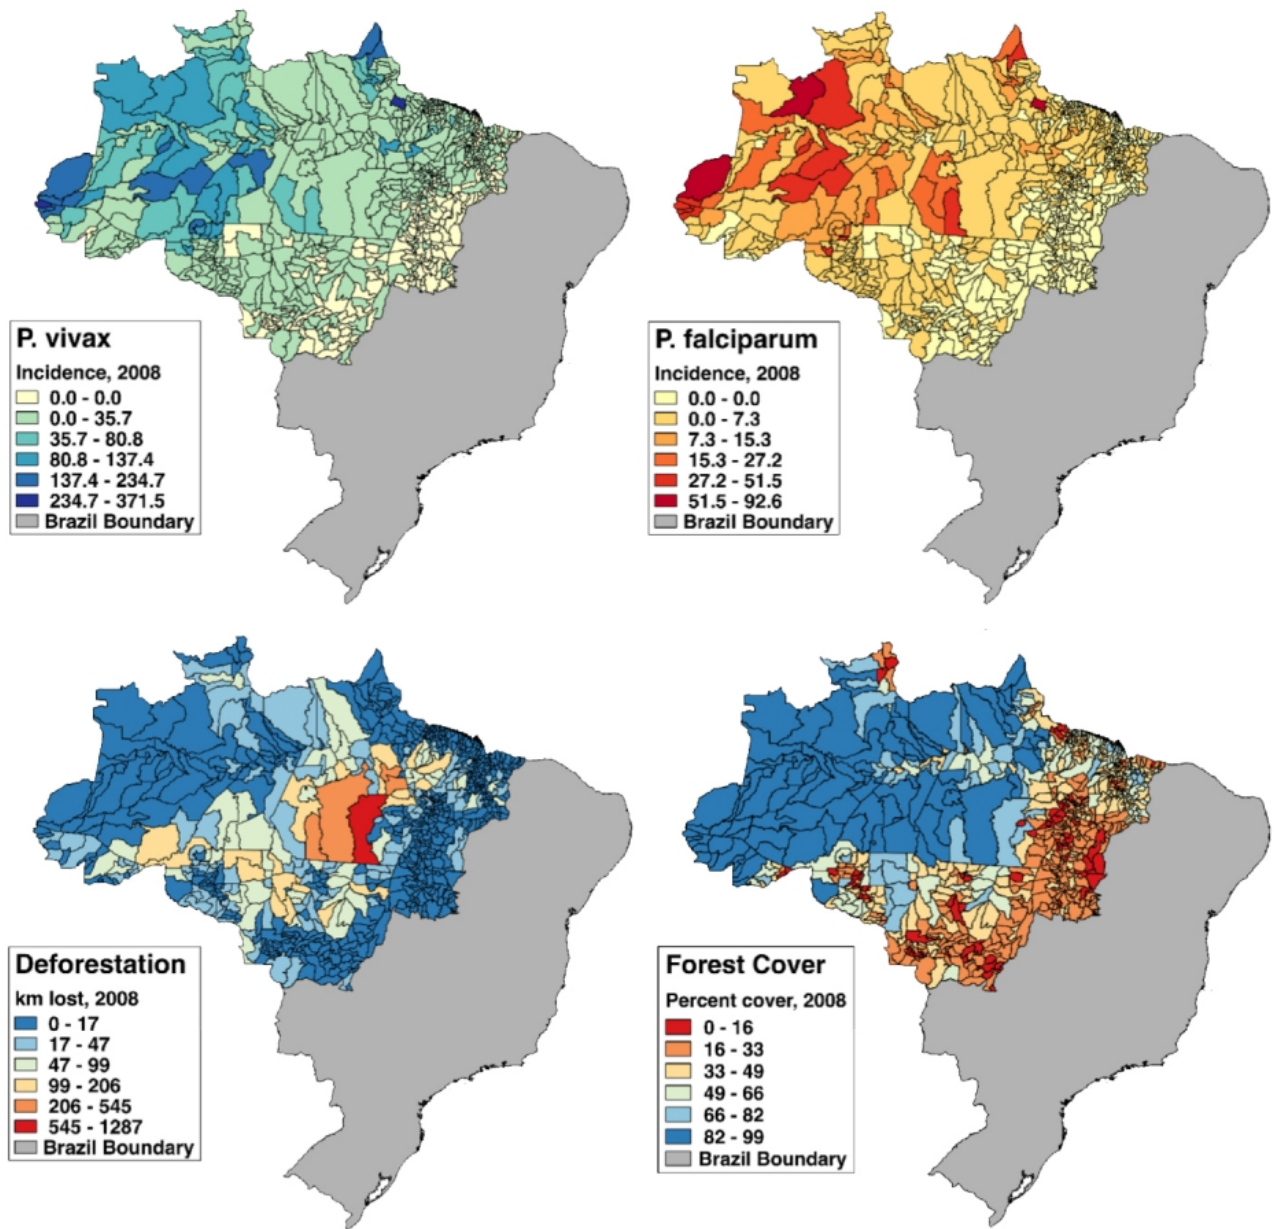 P. vivax
Incidence, 2008
0.0 - 0.0
0.0 - 35.7
35.7 - 80.8
80.8 - 137.4
137.4 - 234.7
234.7 - 371.5
Brazil Boundary
P. falciparum
Incidence, 2008
0.0 - 0.0
0.0 - 7.3
7.3 - 15.3
15.3 - 27.2
27.2 - 51.5
51.5 - 92.6
Brazil Boundary
Deforestation
km lost, 2008
0 - 17
17 - 47
47 - 99
99 - 206
206 - 545
545 - 1287
Brazil Boundary
Forest Cover
Percent cover, 2008
0 - 16
16 - 33
33 - 49
49 - 66
66 - 82
82 - 99
Brazil Boundary